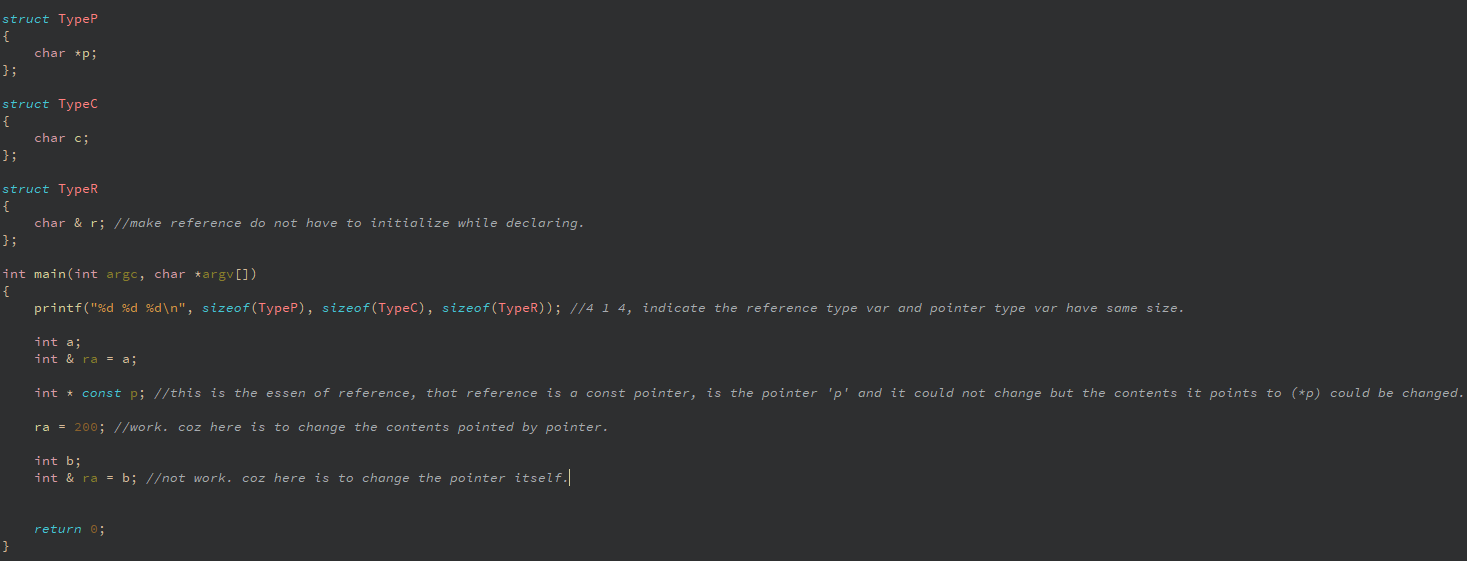 struct TypeP
{
    char *p;
};
struct TypeC
{
    char c;
};
struct TypeR
{
    char & r; //make reference do not have to initialize while declaring.
};
int main(int argc, char *argv[])
{
    printf("%d %d %d\n", sizeof(TypeP), sizeof(TypeC), sizeof(TypeR)); //4 1 4, indicate the reference type var and pointer type var have same size.
    int a;
    int & ra = a;
    int * const p; //this is the essen of reference, that reference is a const pointer, is the pointer 'p' and it could not change but the contents it points to (*p) could be changed.
    ra = 200; //work. coz here is to change the contents pointed by pointer.
    int b;
    int & ra = b; //not work. coz here is to change the pointer itself.
    return 0;
}